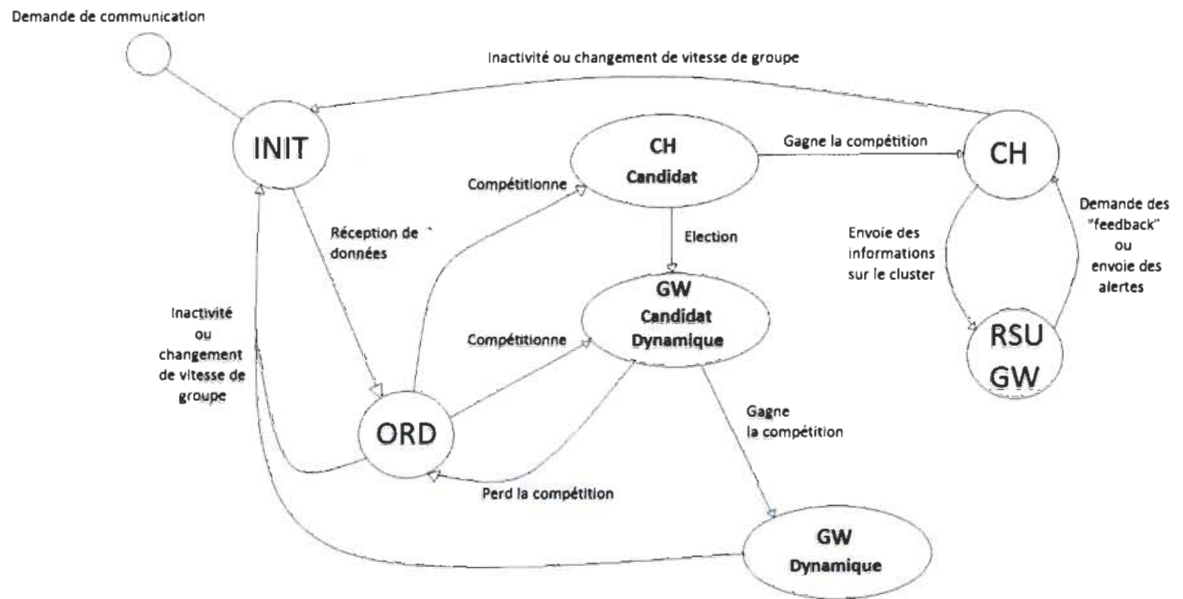 Demande de communication
Inactivité ou changement de vitesse de groupe
INIT
CH
Candidat
Gagne la compétition
CH
Compétitionne
Réception de
données
Election
Envoie des
informations
sur le cluster
Demande des
"feedback"
ou
envoie des
alertes
GW
Candidat
Dynamique
Inactivité
ou
changement
de vitesse de
groupe
Compétitionne
RSU
GW
ORD
Gagne
la compétition
Perd la compétition
GW
Dynamique